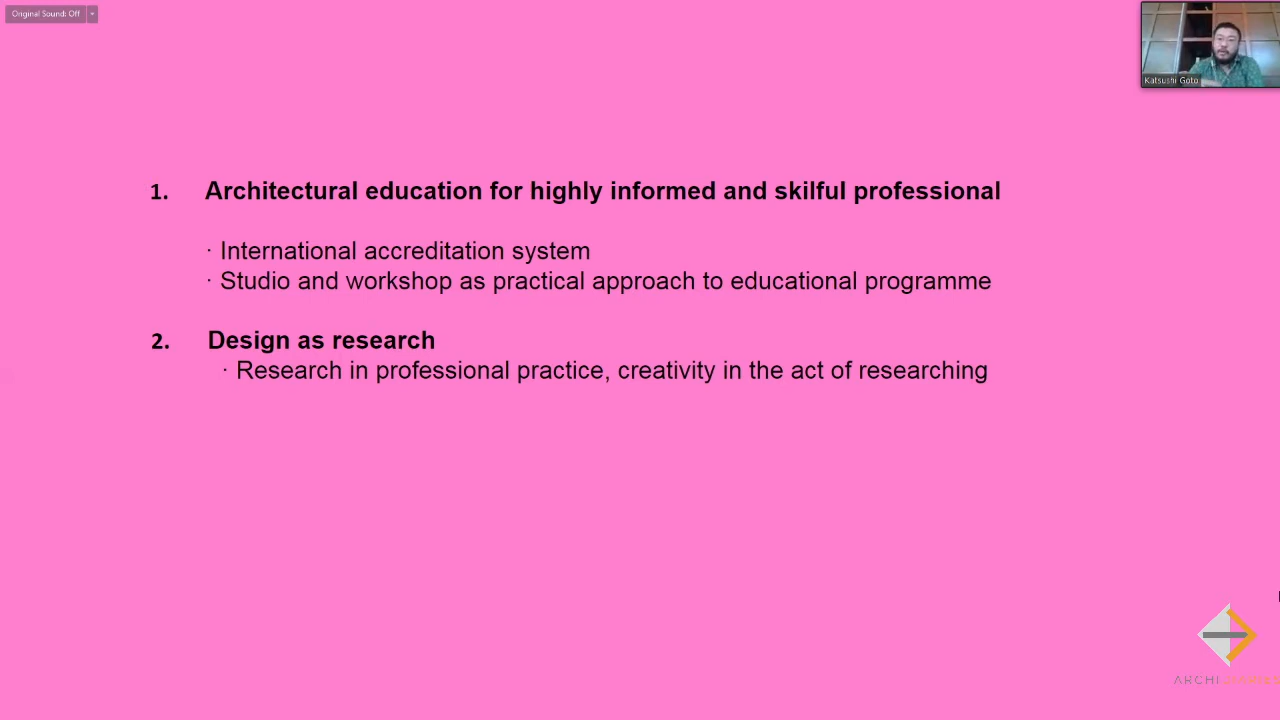 Original Sound: Off
Katsushi Goto
1. Architectural education for highly informed and skilful professional
· International accreditation system
· Studio and workshop as practical approach to educational programme
2. Design as research
· Research in professional practice, creativity in the act of researching
ARCHI